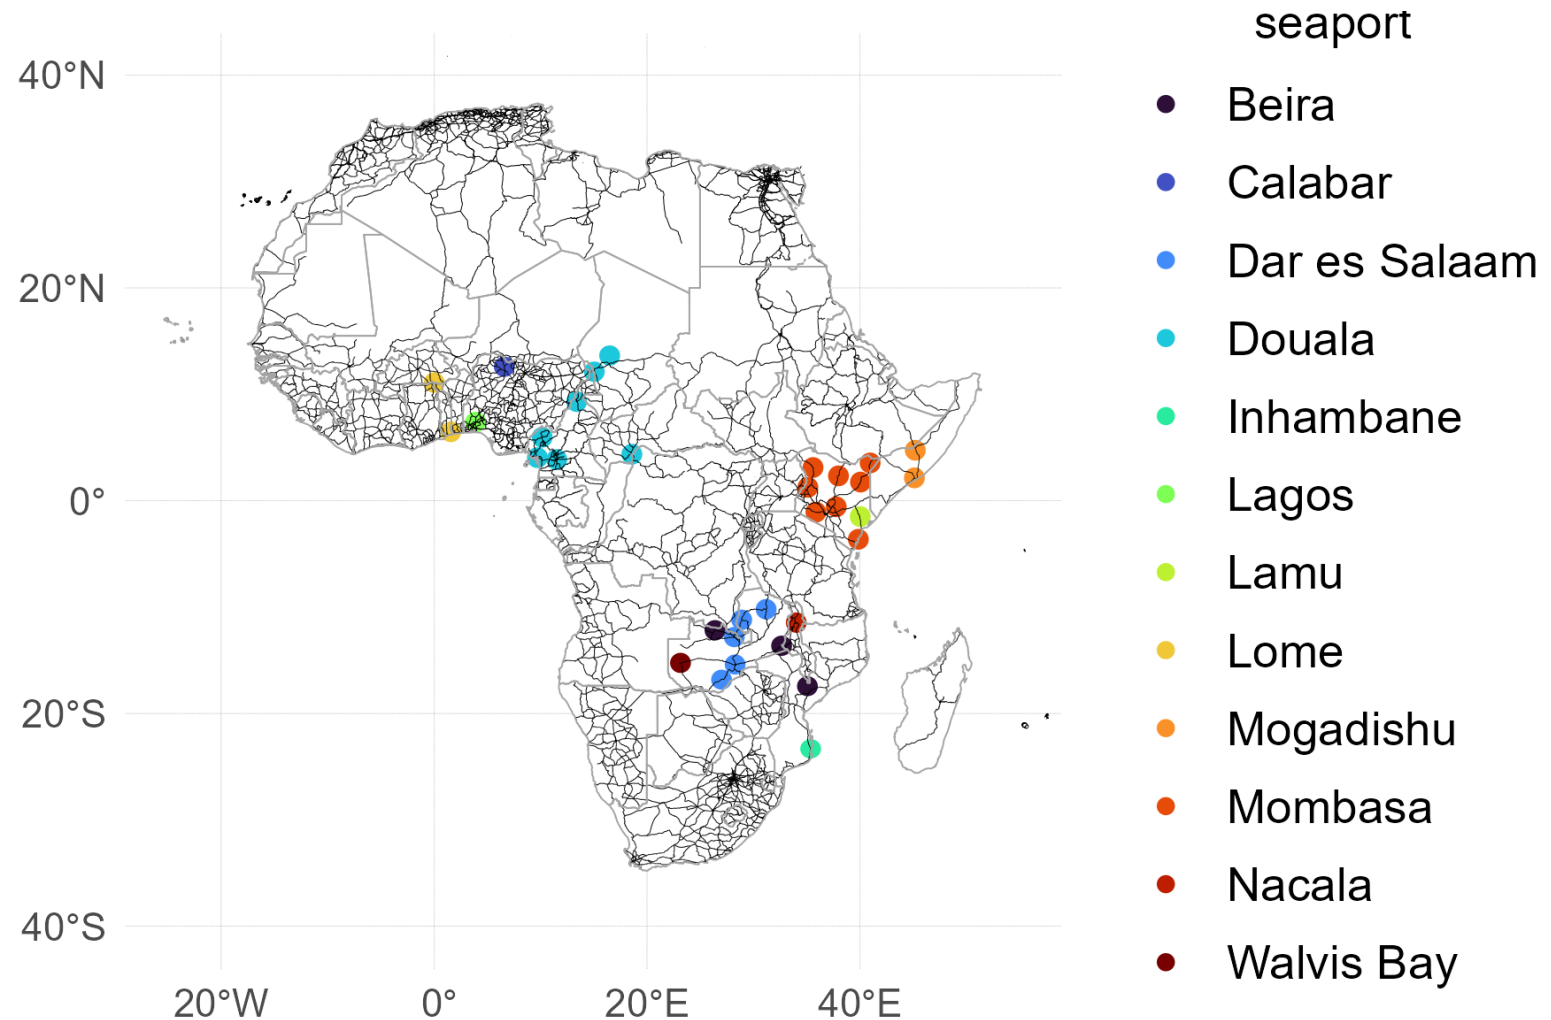 seaport
Beira
Calabar
Dar es Salaam
Douala
Inhambane
Lagos
Lamu
Lome
Mogadishu
Mombasa
Nacala
Walvis Bay
40°N
20°N
0°
20°S
40°S
20°W 0° 20°E 40°E